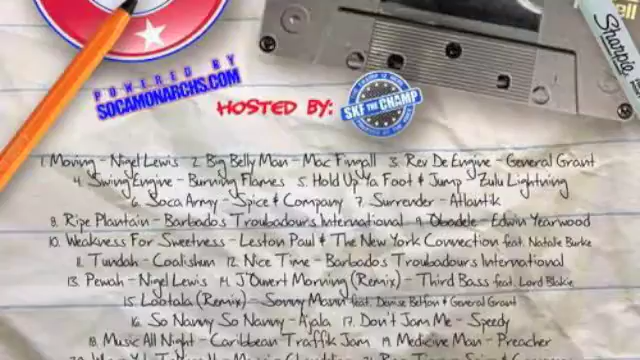 POWERED BY
SOCAMONARCHS.COM
HOSTED BY:
SKF THE CHAMP
Sharpie
1. Moving - Nigel Lewis 2. Big Belly Man - Mac Fingall 3. Rev De Engine - General Grant
4. Swing Engine - Burning Flames 5. Hold Up Ya Foot & Jump - Zulu Lightning
6. Soca Army - Spice & Company 7. Surrender - Atlantik
8. Ripe Plantain - Barbados Troubadours International 9. Obadele - Edwin Yearwood
10. Weakness For Sweetness - Leston Paul & The New York Connection feat. Natalie Burke
11. Tundah - Coalishun 12. Nice Time - Barbados Troubadours International
13. Pewah - Nigel Lewis 14. J'Ouvert Morning (Remix) - Third Bass feat. Lord Blakie
15. Lootala (Remix) - Sonny Mann feat. Denise Belfon & General Grant
16. So Nanny So Nanny - Ajala 17. Don't Jam Me - Speedy
18. Music All Night - Caribbean Traffik Jam 19. Medicine Man - Preacher